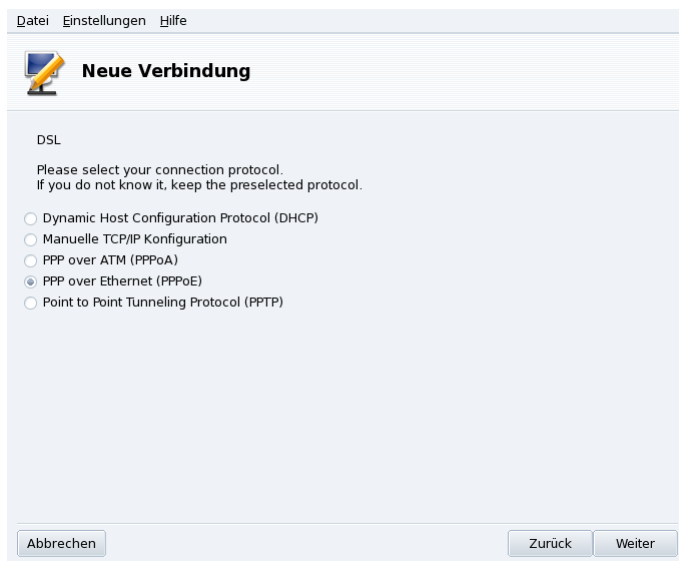 Datei Einstellungen Hilfe
Neue Verbindung
DSL
Please select your connection protocol.
If you do not know it, keep the preselected protocol.
Dynamic Host Configuration Protocol (DHCP)
Manuelle TCP/IP Konfiguration
PPP over ATM (PPPoA)
PPP over Ethernet (PPPoE)
Point to Point Tunneling Protocol (PPTP)
Abbrechen Zurück Weiter